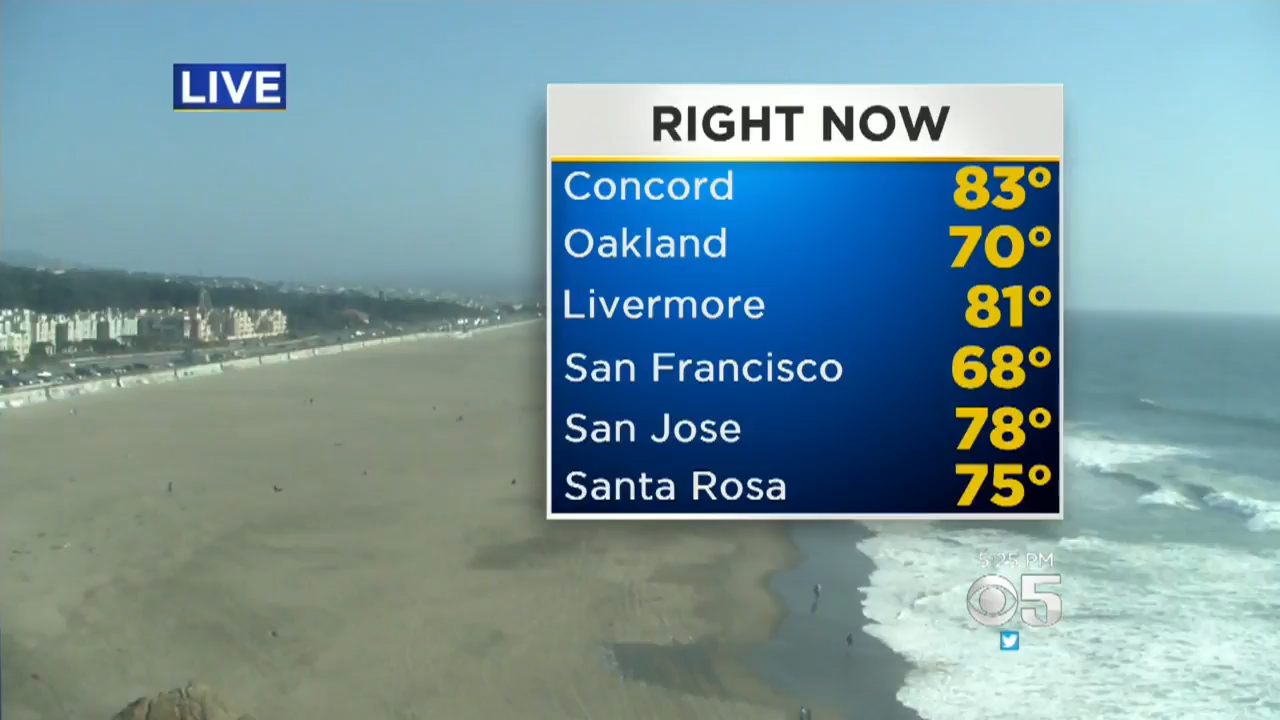 LIVE
RIGHT NOW
Concord 83°
Oakland 70°
Livermore 81°
San Francisco 68°
San Jose 78°
Santa Rosa 75°
5:25 PM
5